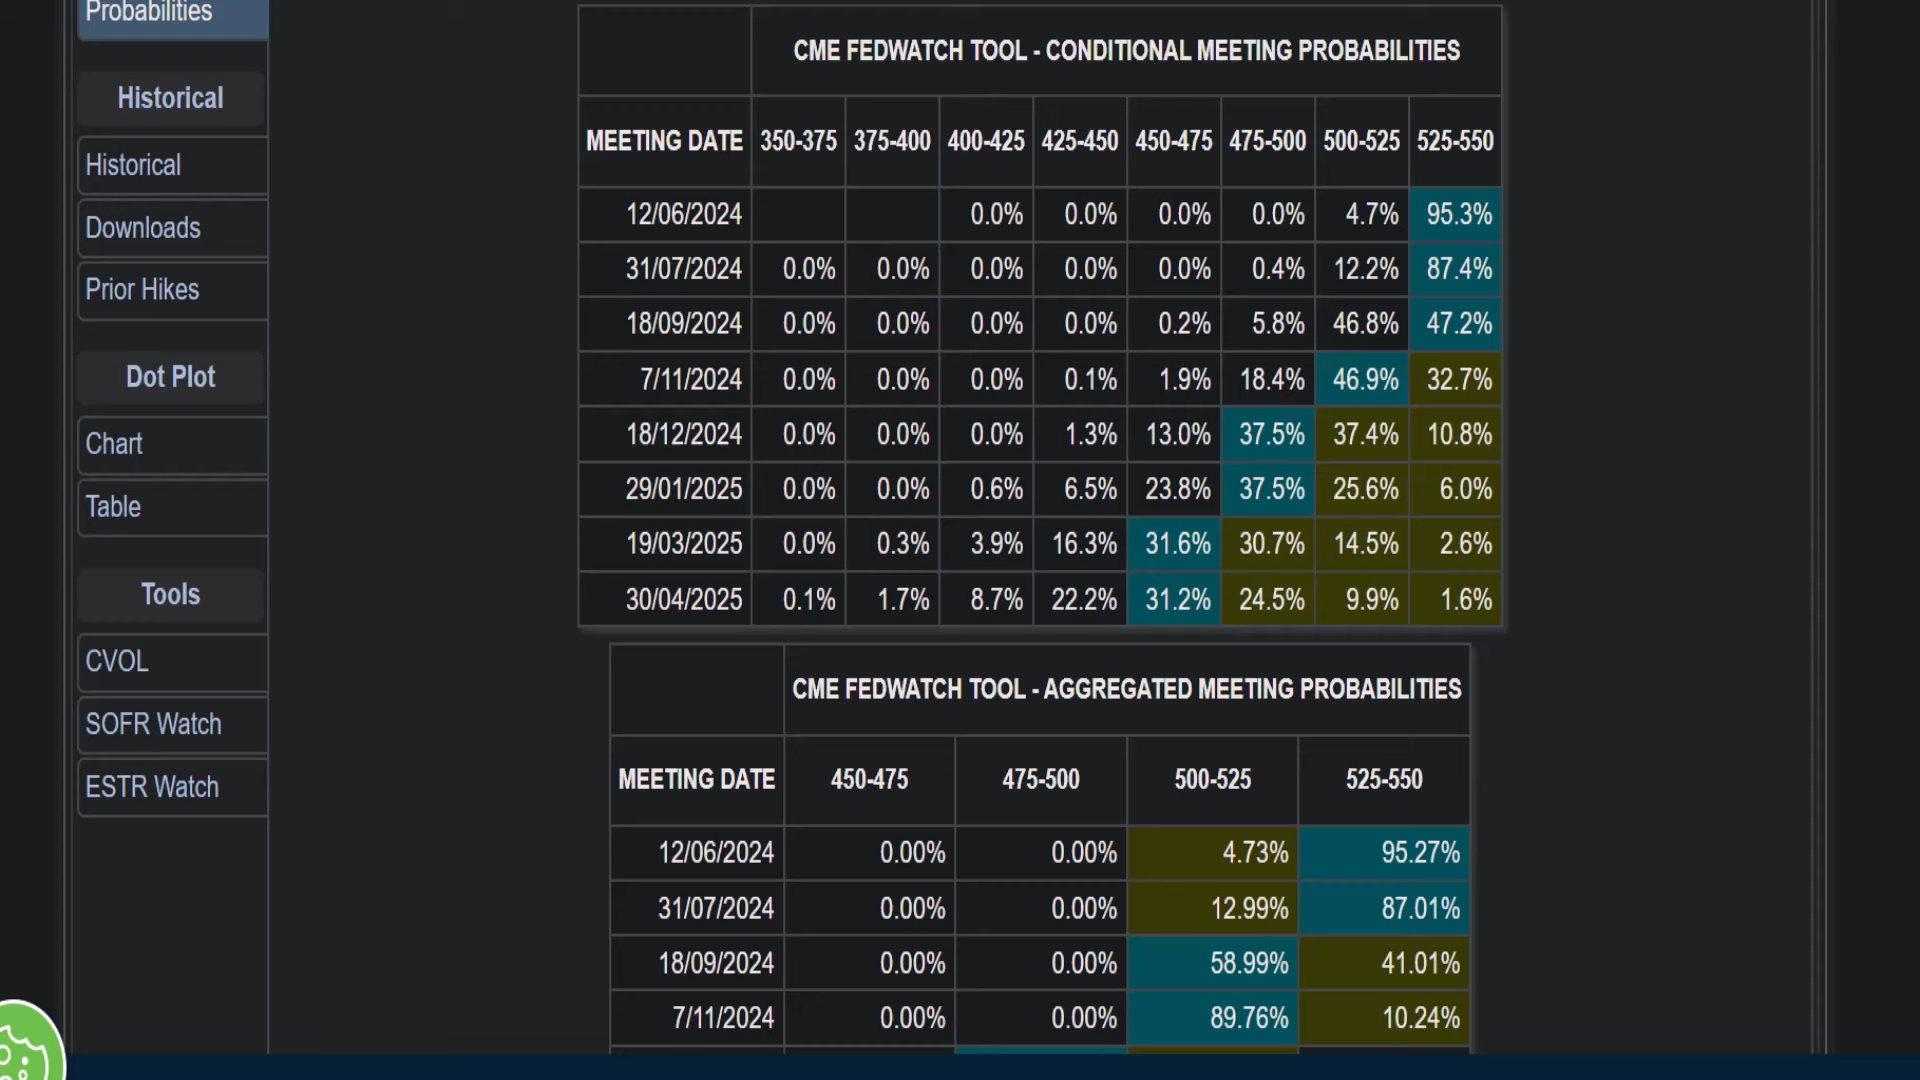 Probabilities
Historical
Historical
Downloads
Prior Hikes
Dot Plot
Chart
Table
Tools
CVOL
SOFR Watch
ESTR Watch
CME FEDWATCH TOOL - CONDITIONAL MEETING PROBABILITIES
MEETING DATE 350-375 375-400 400-425 425-450 450-475 475-500 500-525 525-550
12/06/2024 0.0% 0.0% 0.0% 0.0% 4.7% 95.3%
31/07/2024 0.0% 0.0% 0.0% 0.0% 0.0% 0.4% 12.2% 87.4%
18/09/2024 0.0% 0.0% 0.0% 0.0% 0.2% 5.8% 46.8% 47.2%
7/11/2024 0.0% 0.0% 0.0% 0.1% 1.9% 18.4% 46.9% 32.7%
18/12/2024 0.0% 0.0% 0.0% 1.3% 13.0% 37.5% 37.4% 10.8%
29/01/2025 0.0% 0.0% 0.6% 6.5% 23.8% 37.5% 25.6% 6.0%
19/03/2025 0.0% 0.3% 3.9% 16.3% 31.6% 30.7% 14.5% 2.6%
30/04/2025 0.1% 1.7% 8.7% 22.2% 31.2% 24.5% 9.9% 1.6%
CME FEDWATCH TOOL - AGGREGATED MEETING PROBABILITIES
MEETING DATE 450-475 475-500 500-525 525-550
12/06/2024 0.00% 0.00% 4.73% 95.27%
31/07/2024 0.00% 0.00% 12.99% 87.01%
18/09/2024 0.00% 0.00% 58.99% 41.01%
7/11/2024 0.00% 0.00% 89.76% 10.24%